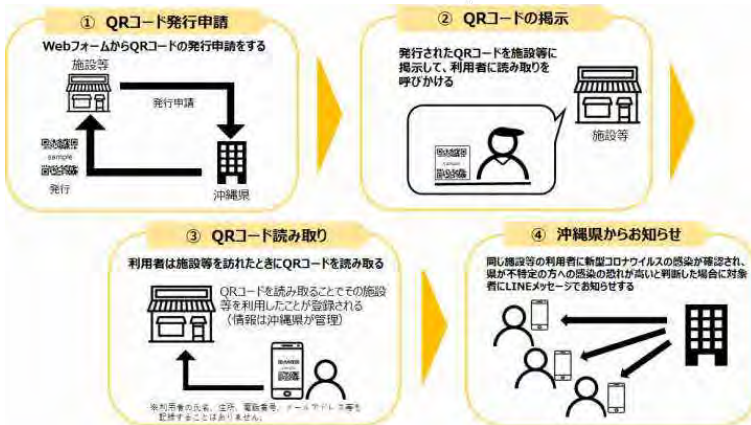 ① QRコード発行申請
WebフォームからQRコードの発行申請をする
施設等
発行申請
sample
発行
沖縄県
② QRコードの掲示
発行されたQRコードを施設等に
掲示して、利用者に読み取りを
呼びかける
sample
施設等
③ QRコード読み取り
利用者は施設等を訪れたときにQRコードを読み取る
QRコードを読み取ることでその施設
等を利用したことが登録される
（情報は沖縄県が管理）
sample
※利用者の氏名、住所、電話番号、メールアドレス等を
記録することはありません。
④ 沖縄県からお知らせ
同じ施設等の利用者に新型コロナウイルスの感染が確認され、
県が不特定の方への感染の恐れが高いと判断した場合に対象
者にLINEメッセージでお知らせする